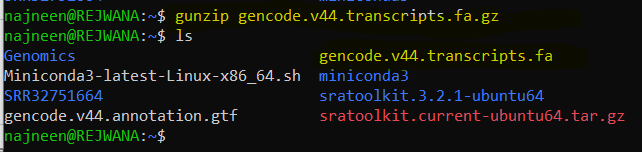 najneen@REJWANA:~$ gunzip gencode.v44.transcripts.fa.gz
najneen@REJWANA:~$ ls
Genomics gencode.v44.transcripts.fa
Miniconda3-latest-Linux-x86_64.sh miniconda3
SRR32751664 sratoolkit.3.2.1-ubuntu64
gencode.v44.annotation.gtf sratoolkit.current-ubuntu64.tar.gz
najneen@REJWANA:~$